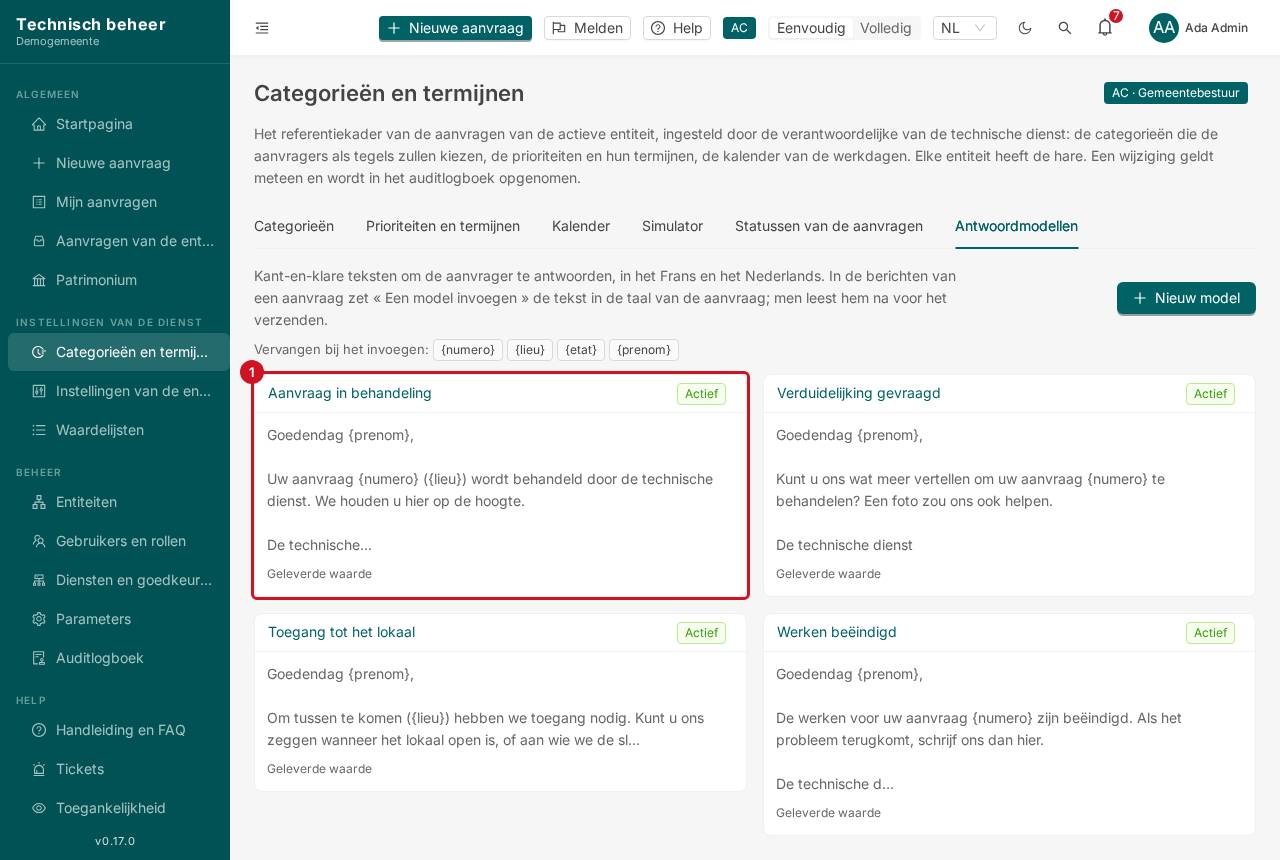 Technisch beheer
Demogemeente
Nieuwe aanvraag
Melden
Help
AC
Eenvoudig
Volledig
NL
7
AA
Ada Admin
ALGEMEEN
Startpagina
Nieuwe aanvraag
Mijn aanvragen
Aanvragen van de ent...
Patrimonium
INSTELLINGEN VAN DE DIENST
Categorieën en termij...
Instellingen van de en...
Waardelijsten
BEHEER
Entiteiten
Gebruikers en rollen
Diensten en goedkeur...
Parameters
Auditlogboek
HELP
Handleiding en FAQ
Tickets
Toegankelijkheid
v0.17.0
Categorieën en termijnen
AC · Gemeentebestuur
Het referentiekader van de aanvragen van de actieve entiteit, ingesteld door de verantwoordelijke van de technische dienst: de categorieën die de
aanvragers als tegels zullen kiezen, de prioriteiten en hun termijnen, de kalender van de werkdagen. Elke entiteit heeft de hare. Een wijziging geldt
meteen en wordt in het auditlogboek opgenomen.
Categorieën
Prioriteiten en termijnen
Kalender
Simulator
Statussen van de aanvragen
Antwoordmodellen
Kant-en-klare teksten om de aanvrager te antwoorden, in het Frans en het Nederlands. In de berichten van
een aanvraag zet « Een model invoegen » de tekst in de taal van de aanvraag; men leest hem na voor het
verzenden.
Nieuw model
Vervangen bij het invoegen: {numero} {lieu} {etat} {prenom}
1
Aanvraag in behandeling
Actief
Goedendag {prenom},
Uw aanvraag {numero} ({lieu}) wordt behandeld door de technische
dienst. We houden u hier op de hoogte.
De technische...
Geleverde waarde
Verduidelijking gevraagd
Actief
Goedendag {prenom},
Kunt u ons wat meer vertellen om uw aanvraag {numero} te
behandelen? Een foto zou ons ook helpen.
De technische dienst
Geleverde waarde
Toegang tot het lokaal
Actief
Goedendag {prenom},
Om tussen te komen ({lieu}) hebben we toegang nodig. Kunt u ons
zeggen wanneer het lokaal open is, of aan wie we de sl...
Geleverde waarde
Werken beëindigd
Actief
Goedendag {prenom},
De werken voor uw aanvraag {numero} zijn beëindigd. Als het
probleem terugkomt, schrijf ons dan hier.
De technische d...
Geleverde waarde